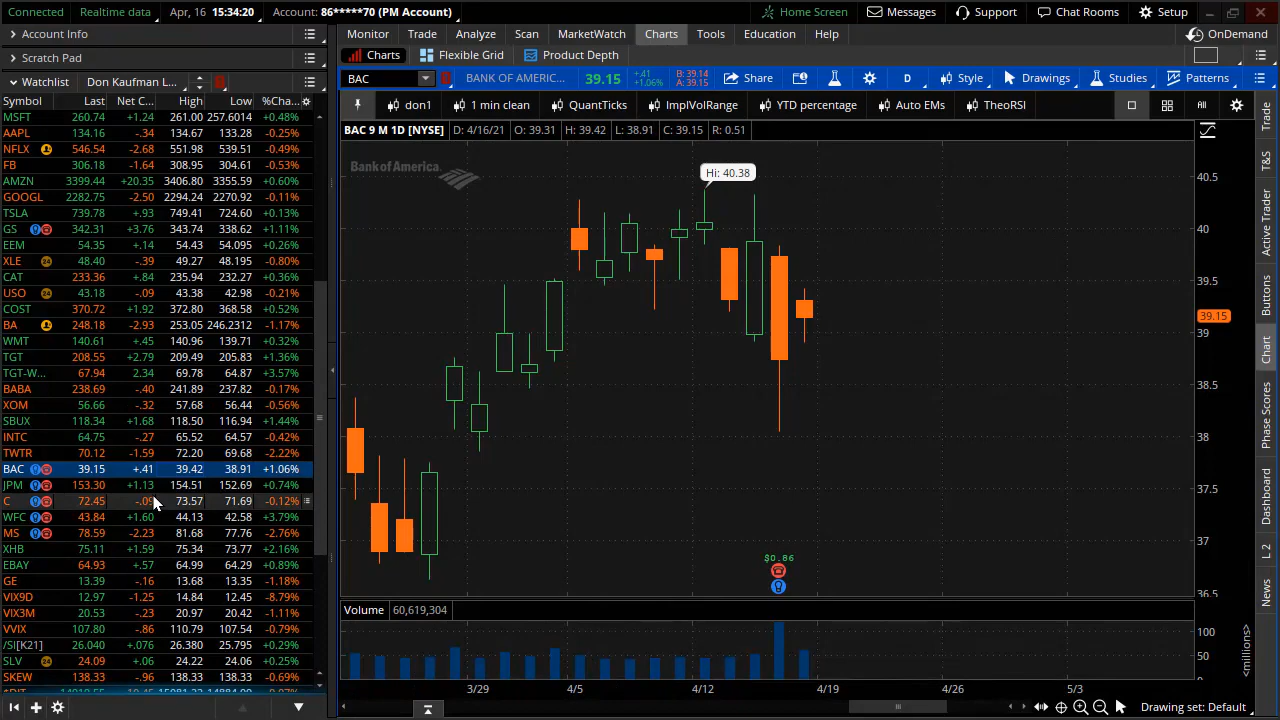 Connected Realtime data Apr, 16 15:34:20 Account: 86*****70 (PM Account) Home Screen Messages Support Chat Rooms Setup
Account Info
Monitor Trade Analyze Scan MarketWatch Charts Tools Education Help OnDemand
Scratch Pad
Charts Flexible Grid Product Depth
Watchlist Don Kaufman L...
BAC BANK OF AMERIC... 39.15 +.41 +1.06% B: 39.14 A: 39.15 Share D Style Drawings Studies Patterns
Symbol Last Net C... High Low %Cha...
don1 1 min clean QuantTicks ImplVolRange YTD percentage Auto EMs TheoRSI
BAC 9 M 1D [NYSE] D: 4/16/21 O: 39.31 H: 39.42 L: 38.91 C: 39.15 R: 0.51
MSFT 260.74 +1.24 261.00 257.6014 +0.48%
AAPL 134.16 -.34 134.67 133.28 -0.25%
NFLX 546.54 -2.68 551.98 539.51 -0.49%
FB 306.18 -1.64 308.95 304.61 -0.53%
AMZN 3399.44 +20.35 3406.80 3355.59 +0.60%
GOOGL 2282.75 -2.50 2294.24 2270.92 -0.11%
TSLA 739.78 +.93 749.41 724.60 +0.13%
GS 342.31 +3.76 343.74 338.62 +1.11%
EEM 54.35 +.14 54.43 54.095 +0.26%
XLE 24 48.40 -.39 49.27 48.195 -0.80%
CAT 233.36 +.84 235.94 232.27 +0.36%
USO 24 43.18 -.09 43.38 42.98 -0.21%
COST 370.72 +1.92 372.80 368.60 +0.52%
BA 248.18 -2.93 253.05 246.2312 -1.17%
WMT 140.61 +.45 140.96 139.71 +0.32%
TGT 208.55 +2.79 209.49 205.83 +1.36%
TGT-W... 67.94 2.34 69.78 64.87 +3.57%
BABA 238.69 -.40 241.89 237.82 -0.17%
XOM 56.66 -.32 57.68 56.44 -0.56%
SBUX 118.34 +1.68 118.50 116.94 +1.44%
INTC 64.75 -.27 65.52 64.57 -0.42%
TWTR 70.12 -1.59 72.20 69.68 -2.22%
BAC 39.15 +.41 39.42 38.91 +1.06%
JPM 153.30 +1.13 154.51 152.69 +0.74%
C 72.45 -.09 73.57 71.69 -0.12%
WFC 43.84 +1.60 44.13 42.58 +3.79%
MS 78.59 -2.23 81.68 77.76 -2.76%
XHB 75.11 +1.59 75.34 73.77 +2.16%
EBAY 64.93 +.57 64.99 64.29 +0.89%
GE 13.39 -.16 13.68 13.35 -1.18%
VIX9D 12.97 -1.25 14.84 12.45 -8.79%
VIX3M 20.53 -.23 20.97 20.42 -1.11%
VVIX 107.80 -.86 110.79 107.54 -0.79%
/SI[K21] 26.040 +.076 26.380 25.795 +0.29%
SLV 24 24.09 +.06 24.22 24.06 +0.25%
SKEW 138.33 -.96 138.33 138.33 -0.69%
Bank of America
Hi: 40.38
40.5
40
39.5
39.15
39
38.5
38
37.5
37
36.5
$0.86
Volume 60,619,304
100
50
<millions>
3/29 4/5 4/12 4/19 4/26 5/3
Drawing set: Default
Trade
T&S
Active Trader
Buttons
Chart
Phase Scores
Dashboard
L 2
News
All